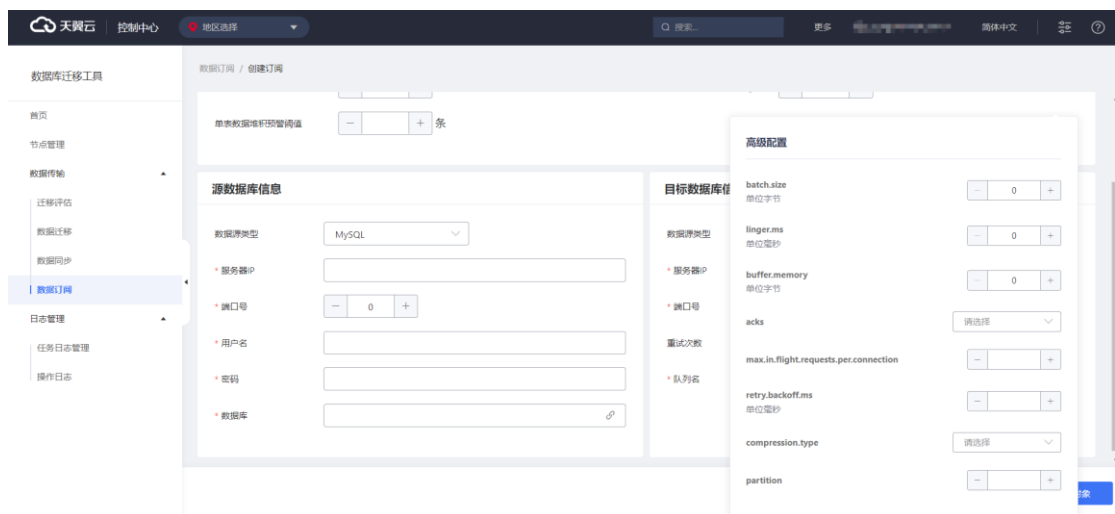 天翼云 控制中心 地区选择 搜索... 更多 简体中文
数据库迁移工具
首页
节点管理
数据传输
迁移评估
数据迁移
数据同步
数据订阅
日志管理
任务日志管理
操作日志
数据订阅 / 创建订阅
单表数据堆积预警阈值 条
源数据库信息
数据源类型 MySQL
* 服务器IP
* 端口号 0
* 用户名
* 密码
* 数据库
目标数据库信
数据源类型
* 服务器IP
* 端口号
重试次数
* 队列名
高级配置
batch.size 0
单位字节
linger.ms 0
单位毫秒
buffer.memory 0
单位字节
acks 请选择
max.in.flight.requests.per.connection
retry.backoff.ms
单位毫秒
compression.type 请选择
partition
对象